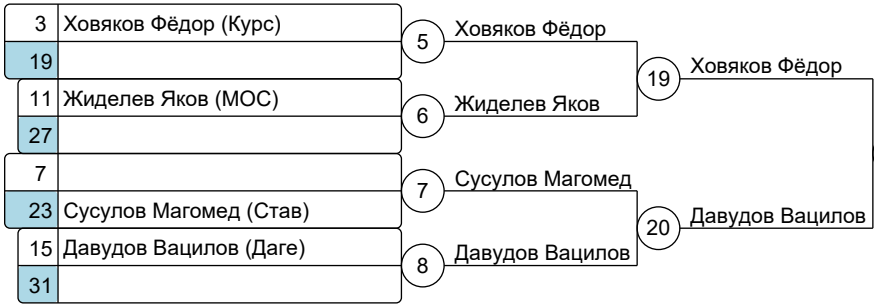 3 Ховяков Фёдор (Курс)
19
5 Ховяков Фёдор
11 Жиделев Яков (МОС)
27
6 Жиделев Яков
19 Ховяков Фёдор
7
23 Сусулов Магомед (Став)
7 Сусулов Магомед
15 Давудов Вацилов (Даге)
31
8 Давудов Вацилов
20 Давудов Вацилов